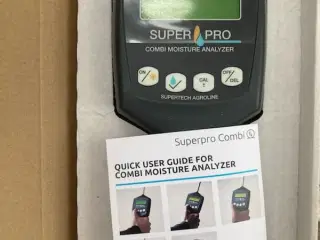 SUPER PRO
COMBI MOISTURE ANALYZER
ON/
CAL
OFF/
DEL
SUPERTECH AGROLINE
Superpro Combi
QUICK USER GUIDE FOR
COMBI MOISTURE ANALYZER